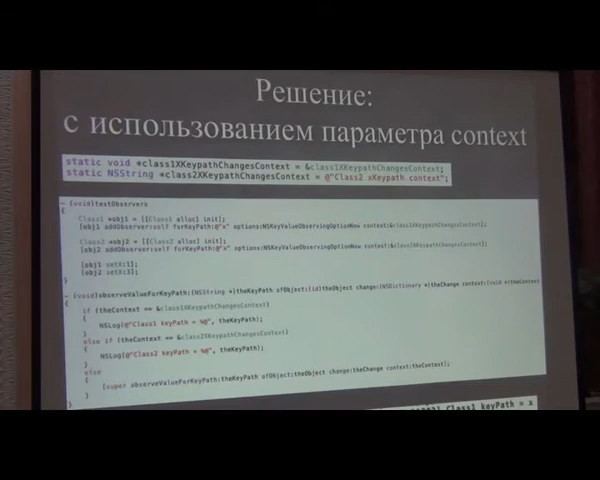 Решение:
с использованием параметра context
static void *class1XKeypathChangesContext = &class1XKeypathChangesContext;
static NSString *class2XKeypathChangesContext = @"Class2 xKeypath context";
- (void)testObservers
{
Class1 *obj1 = [[Class1 alloc] init];
[obj1 addObserver:self forKeyPath:@"x" options:NSKeyValueObservingOptionNew context:&class1XKeypathChangesContext];
Class2 *obj2 = [[Class2 alloc] init];
[obj2 addObserver:self forKeyPath:@"x" options:NSKeyValueObservingOptionNew context:&class2XKeypathChangesContext];
[obj1 setX:1];
[obj2 setX:3];
}
- (void)observeValueForKeyPath:(NSString *)theKeyPath ofObject:(id)theObject change:(NSDictionary *)theChange context:(void *)theContext
{
if (theContext == &class1XKeypathChangesContext)
{
NSLog(@"Class1 keyPath = %@", theKeyPath);
}
else if (theContext == &class2XKeypathChangesContext)
{
NSLog(@"Class2 keyPath = %@", theKeyPath);
}
else
{
[super observeValueForKeyPath:theKeyPath ofObject:theObject change:theChange context:theContext];
}
}
Class1 keyPath = x